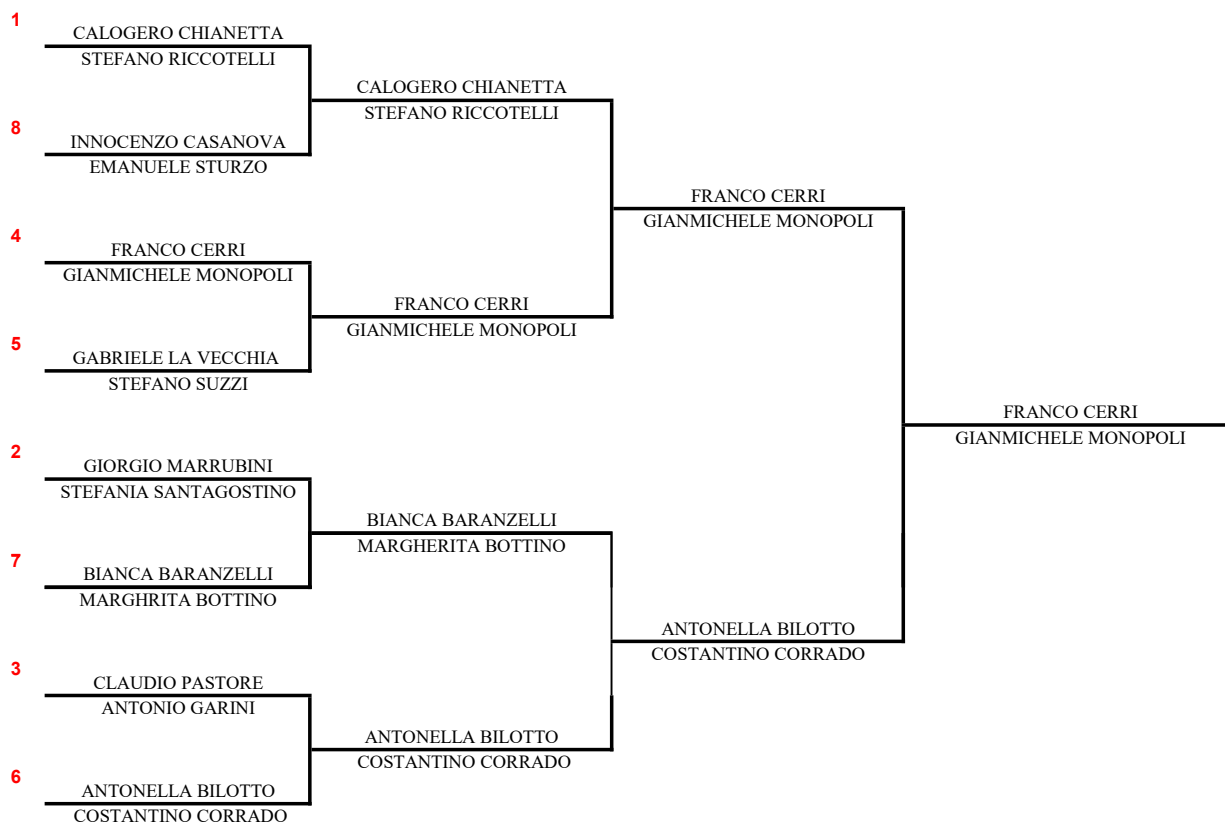 1
CALOGERO CHIANETTA
STEFANO RICCOTELLI
CALOGERO CHIANETTA
STEFANO RICCOTELLI
8
INNOCENZO CASANOVA
EMANUELE STURZO
FRANCO CERRI
GIANMICHELE MONOPOLI
4
FRANCO CERRI
GIANMICHELE MONOPOLI
FRANCO CERRI
GIANMICHELE MONOPOLI
5
GABRIELE LA VECCHIA
STEFANO SUZZI
FRANCO CERRI
GIANMICHELE MONOPOLI
2
GIORGIO MARRUBINI
STEFANIA SANTAGOSTINO
BIANCA BARANZELLI
MARGHERITA BOTTINO
7
BIANCA BARANZELLI
MARGHRITA BOTTINO
ANTONELLA BILOTTO
COSTANTINO CORRADO
3
CLAUDIO PASTORE
ANTONIO GARINI
ANTONELLA BILOTTO
COSTANTINO CORRADO
6
ANTONELLA BILOTTO
COSTANTINO CORRADO